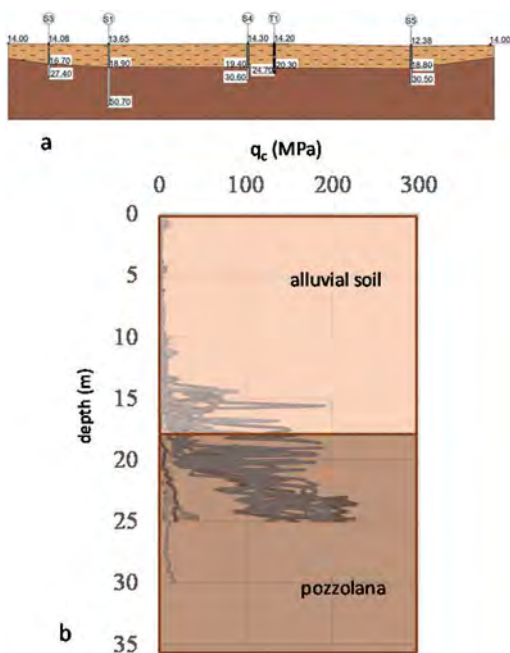 S3 S1 S4 T1 S5
14.00 14.08 13.65 14.30 14.20 12.38 14.00
16.70 18.90 19.40 20.30 18.80
27.40 30.60 24.70 30.50
50.70
a
qc (MPa)
0 100 200 300
0
alluvial soil
5
10
depth (m)
15
20
25
30
pozzolana
b
35